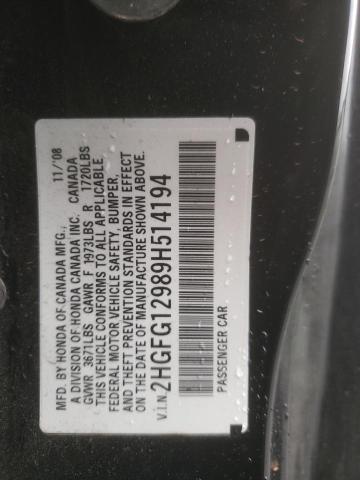 MFD. BY HONDA OF CANADA MFG., 11/'08
A DIVISION OF HONDA CANADA INC. CANADA
GVWR 3671LBS GAWR F 1973LBS R 1720LBS
THIS VEHICLE CONFORMS TO ALL APPLICABLE
FEDERAL MOTOR VEHICLE SAFETY, BUMPER,
AND THEFT PREVENTION STANDARDS IN EFFECT
ON THE DATE OF MANUFACTURE SHOWN ABOVE.
V.I.N. 2HGFG12989H514194
PASSENGER CAR